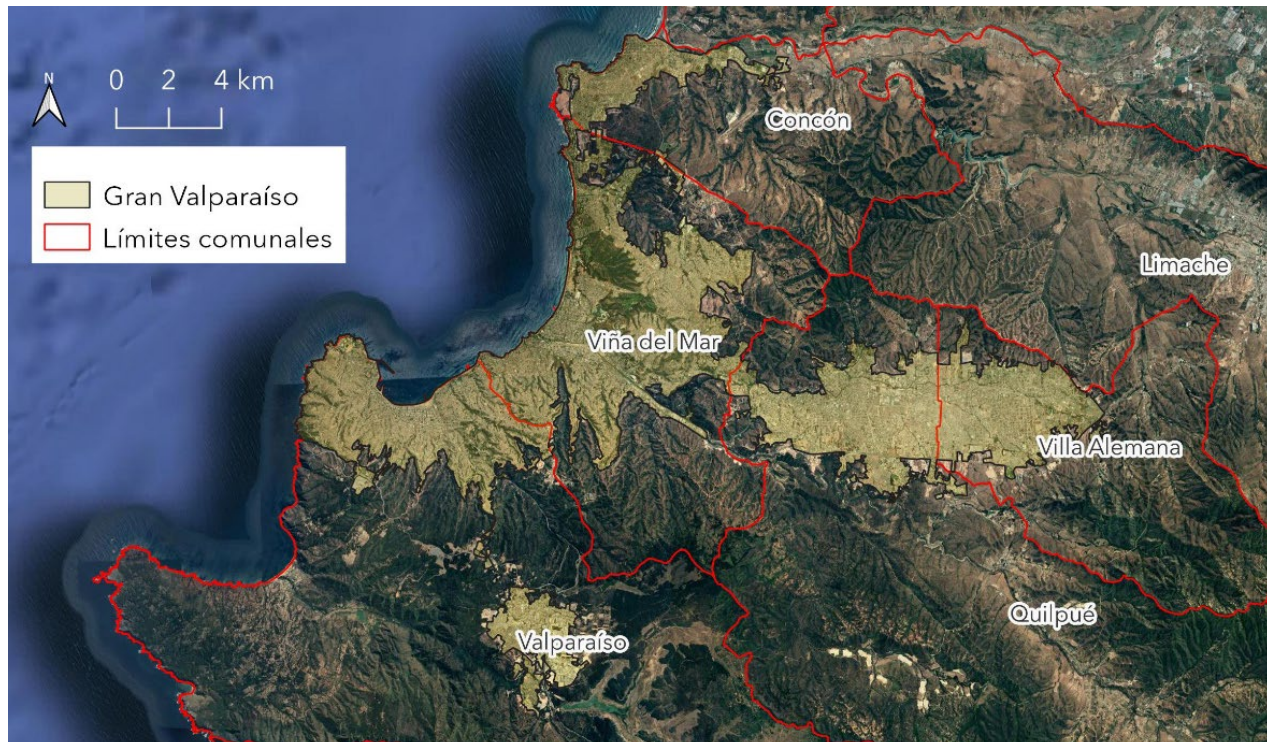 N
0 2 4 km
Gran Valparaíso
Límites comunales
Concón
Limache
Viña del Mar
Villa Alemana
Quilpué
Valparaíso